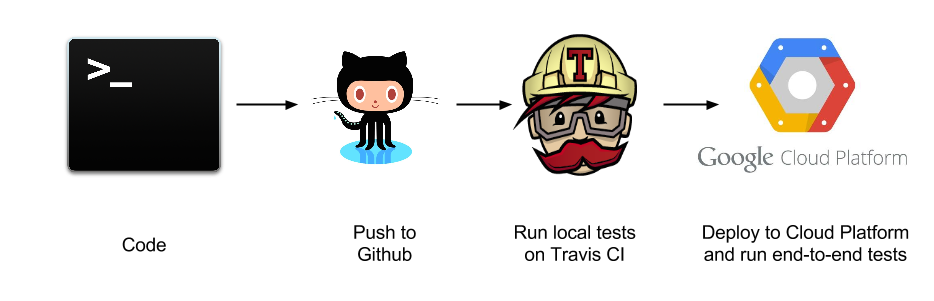 >_
T
Google Cloud Platform
Code
Push to
Github
Run local tests
on Travis CI
Deploy to Cloud Platform
and run end-to-end tests